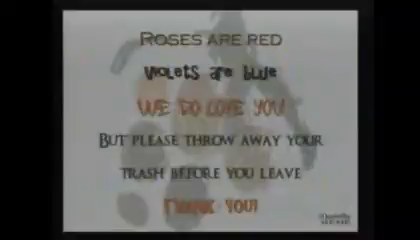 ROSES ARE RED
VIOLETS ARE BLUE
WE DO LOVE YOU
BUT PLEASE THROW AWAY YOUR
TRASH BEFORE YOU LEAVE
THANK YOU!